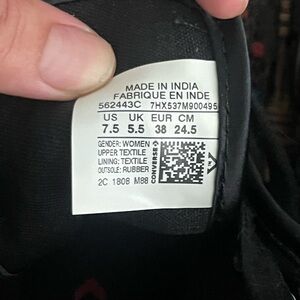 MADE IN INDIA
FABRIQUE EN INDE
562443C 7HX537M900495
US UK EUR CM
7.5 5.5 38 24.5
GENDER: WOMEN
UPPER: TEXTILE
LINING: TEXTILE
OUTSOLE: RUBBER
2C 1808 M88
CONVERSE